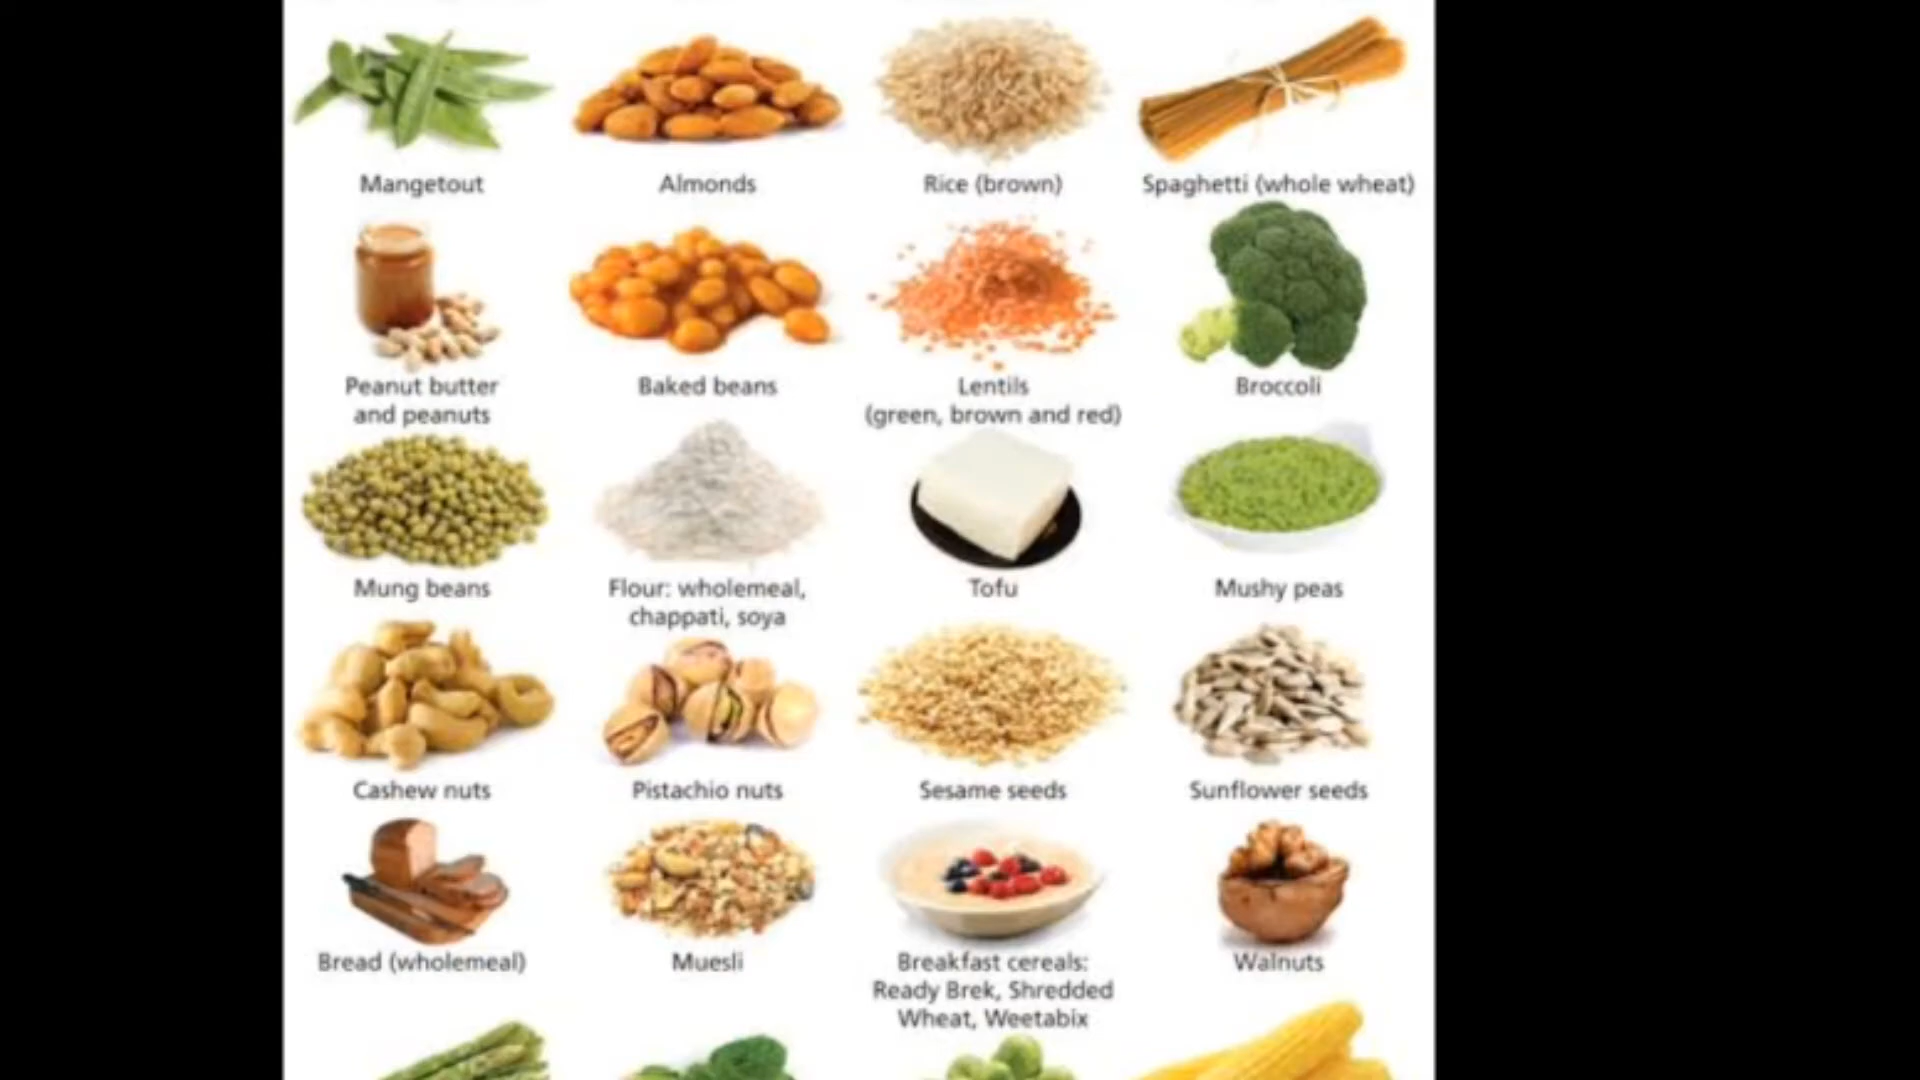 Mangetout
Almonds
Rice (brown)
Spaghetti (whole wheat)
Peanut butter
and peanuts
Baked beans
Lentils
(green, brown and red)
Broccoli
Mung beans
Flour: wholemeal,
chappati, soya
Tofu
Mushy peas
Cashew nuts
Pistachio nuts
Sesame seeds
Sunflower seeds
Bread (wholemeal)
Muesli
Breakfast cereals:
Ready Brek, Shredded
Wheat, Weetabix
Walnuts